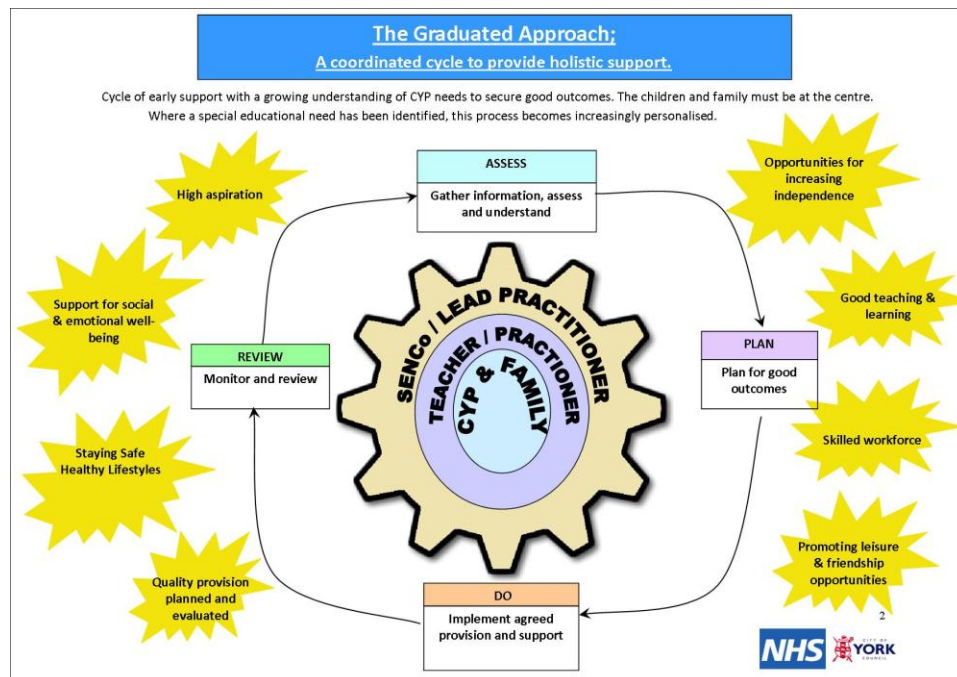 The Graduated Approach;
A coordinated cycle to provide holistic support.
Cycle of early support with a growing understanding of CYP needs to secure good outcomes. The children and family must be at the centre.
Where a special educational need has been identified, this process becomes increasingly personalised.
ASSESS
Gather information, assess
and understand
High aspiration
Opportunities for
increasing
independence
Support for social
& emotional well-
being
Good teaching &
learning
REVIEW
Monitor and review
SENCo / LEAD PRACTITIONER
TEACHER / PRACTITIONER
CYP & FAMILY
PLAN
Plan for good
outcomes
Staying Safe
Healthy Lifestyles
Skilled workforce
Quality provision
planned and
evaluated
Promoting leisure
& friendship
opportunities
DO
Implement agreed
provision and support
2
NHS
CITY OF
YORK
COUNCIL